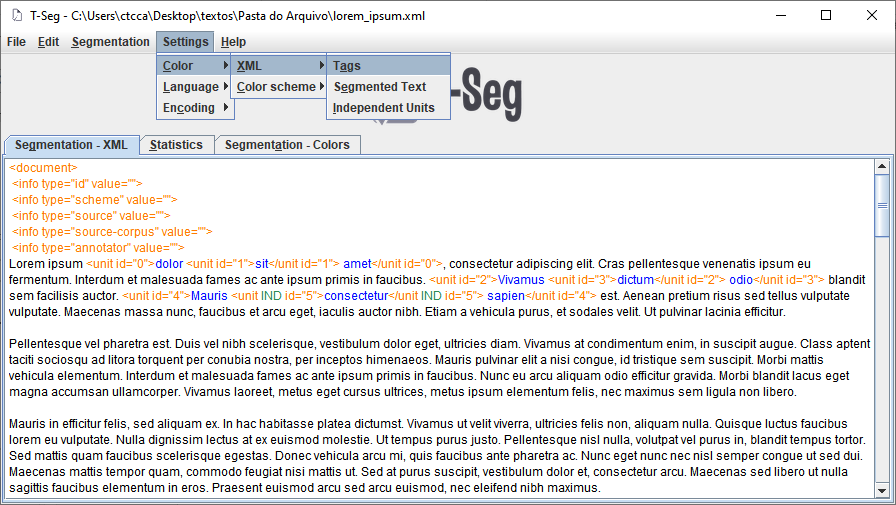 T-Seg - C:\Users\ctcca\Desktop\textos\Pasta do Arquivo\lorem_ipsum.xml
File Edit Segmentation Settings Help
Color XML Tags
Language Color scheme Segmented Text
Encoding Independent Units
-Seg
Segmentation - XML Statistics Segmentation - Colors
<document>
<info type="id" value="">
<info type="scheme" value="">
<info type="source" value="">
<info type="source-corpus" value="">
<info type="annotator" value="">
Lorem ipsum <unit id="0">dolor <unit id="1">sit</unit id="1"> amet</unit id="0">, consectetur adipiscing elit. Cras pellentesque venenatis ipsum eu
fermentum. Interdum et malesuada fames ac ante ipsum primis in faucibus. <unit id="2">Vivamus <unit id="3">dictum</unit id="2"> odio</unit id="3"> blandit
sem facilisis auctor. <unit id="4">Mauris <unit IND id="5">consectetur</unit IND id="5"> sapien</unit id="4"> est. Aenean pretium risus sed tellus vulputate
vulputate. Maecenas massa nunc, faucibus et arcu eget, iaculis auctor nibh. Etiam a vehicula purus, et sodales velit. Ut pulvinar lacinia efficitur.
Pellentesque vel pharetra est. Duis vel nibh scelerisque, vestibulum dolor eget, ultricies diam. Vivamus at condimentum enim, in suscipit augue. Class aptent
taciti sociosqu ad litora torquent per conubia nostra, per inceptos himenaeos. Mauris pulvinar elit a nisi congue, id tristique sem suscipit. Morbi mattis
vehicula elementum. Interdum et malesuada fames ac ante ipsum primis in faucibus. Nunc eu arcu aliquam odio efficitur gravida. Morbi blandit lacus eget
magna accumsan ullamcorper. Vivamus laoreet, metus eget cursus ultrices, metus ipsum elementum felis, nec maximus sem ligula non libero.
Mauris in efficitur felis, sed aliquam ex. In hac habitasse platea dictumst. Vivamus ut velit viverra, ultricies felis non, aliquam nulla. Quisque luctus faucibus
lorem eu vulputate. Nulla dignissim lectus at ex euismod molestie. Ut tempus purus justo. Pellentesque nisl nulla, volutpat vel purus in, blandit tempus tortor.
Sed mattis quam faucibus scelerisque egestas. Donec vehicula arcu mi, quis faucibus ante pharetra ac. Nunc eget nunc nec nisl semper congue ut sed dui.
Maecenas mattis tempor quam, commodo feugiat nisi mattis ut. Sed at purus suscipit, vestibulum dolor et, consectetur arcu. Maecenas sed libero ut nulla
sagittis faucibus elementum in eros. Praesent euismod arcu sed arcu euismod, nec eleifend nibh maximus.